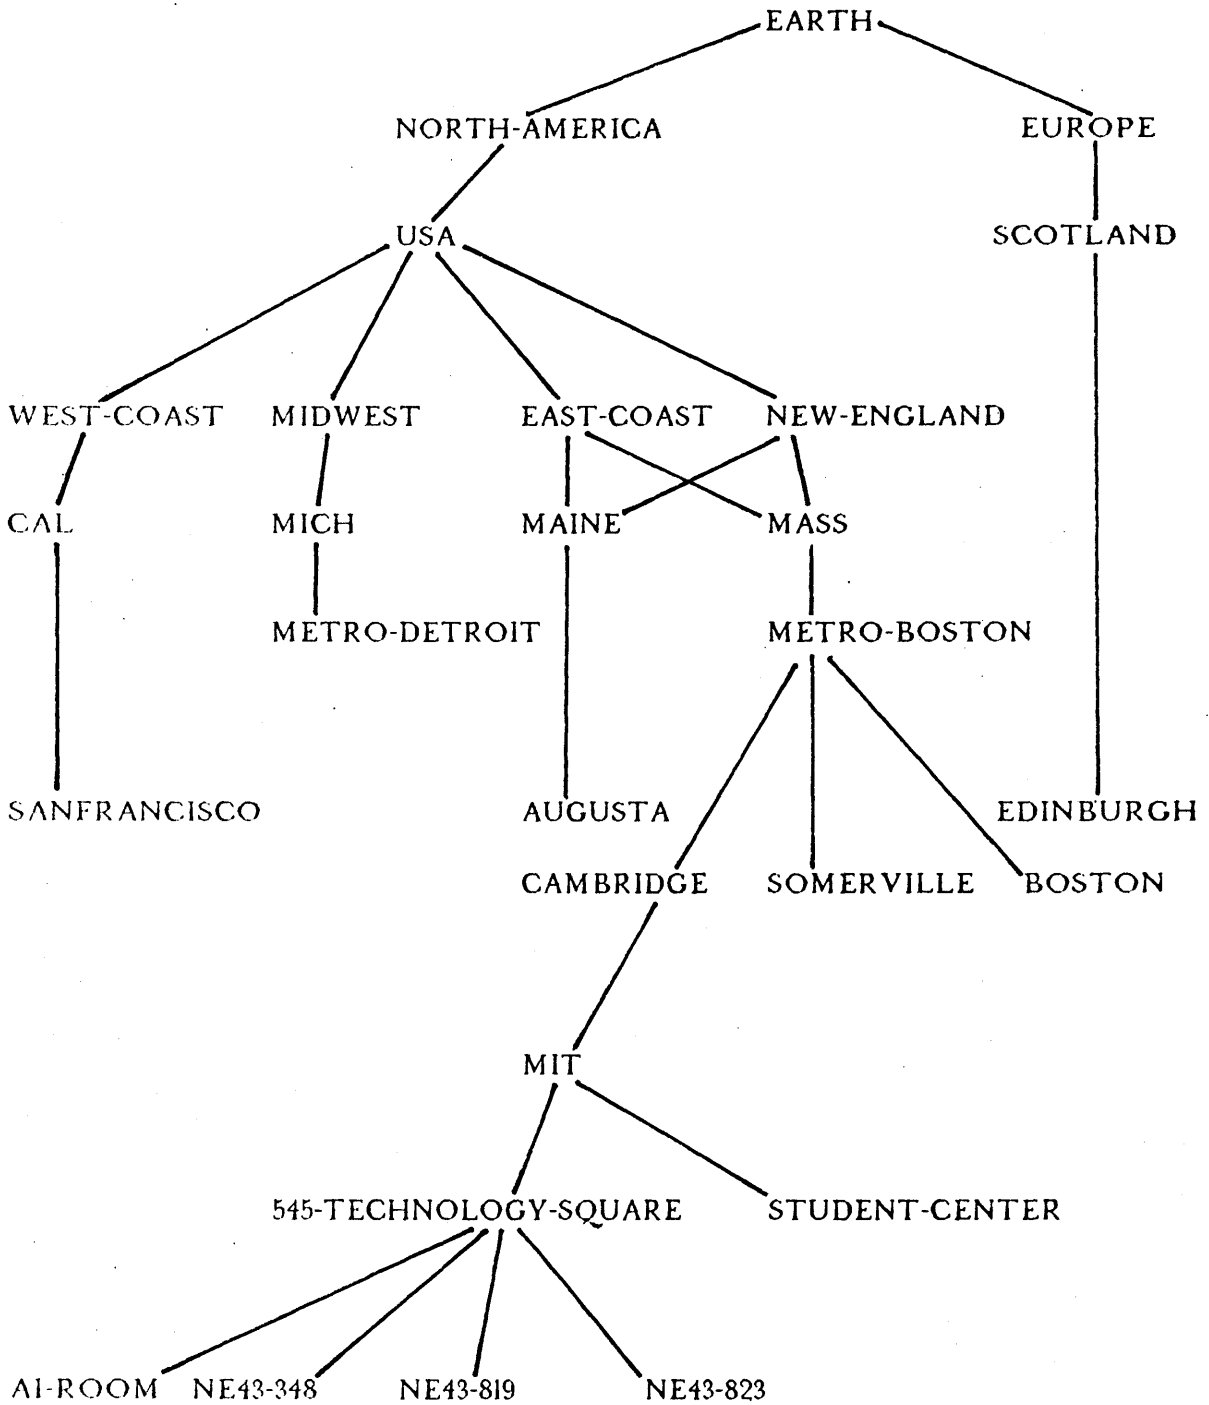 EARTH
NORTH-AMERICA EUROPE
USA SCOTLAND
WEST-COAST MIDWEST EAST-COAST NEW-ENGLAND
CAL MICH MAINE MASS
METRO-DETROIT METRO-BOSTON
SANFRANCISCO AUGUSTA EDINBURGH
CAMBRIDGE SOMERVILLE BOSTON
MIT
545-TECHNOLOGY-SQUARE STUDENT-CENTER
AI-ROOM NE43-348 NE43-819 NE43-823